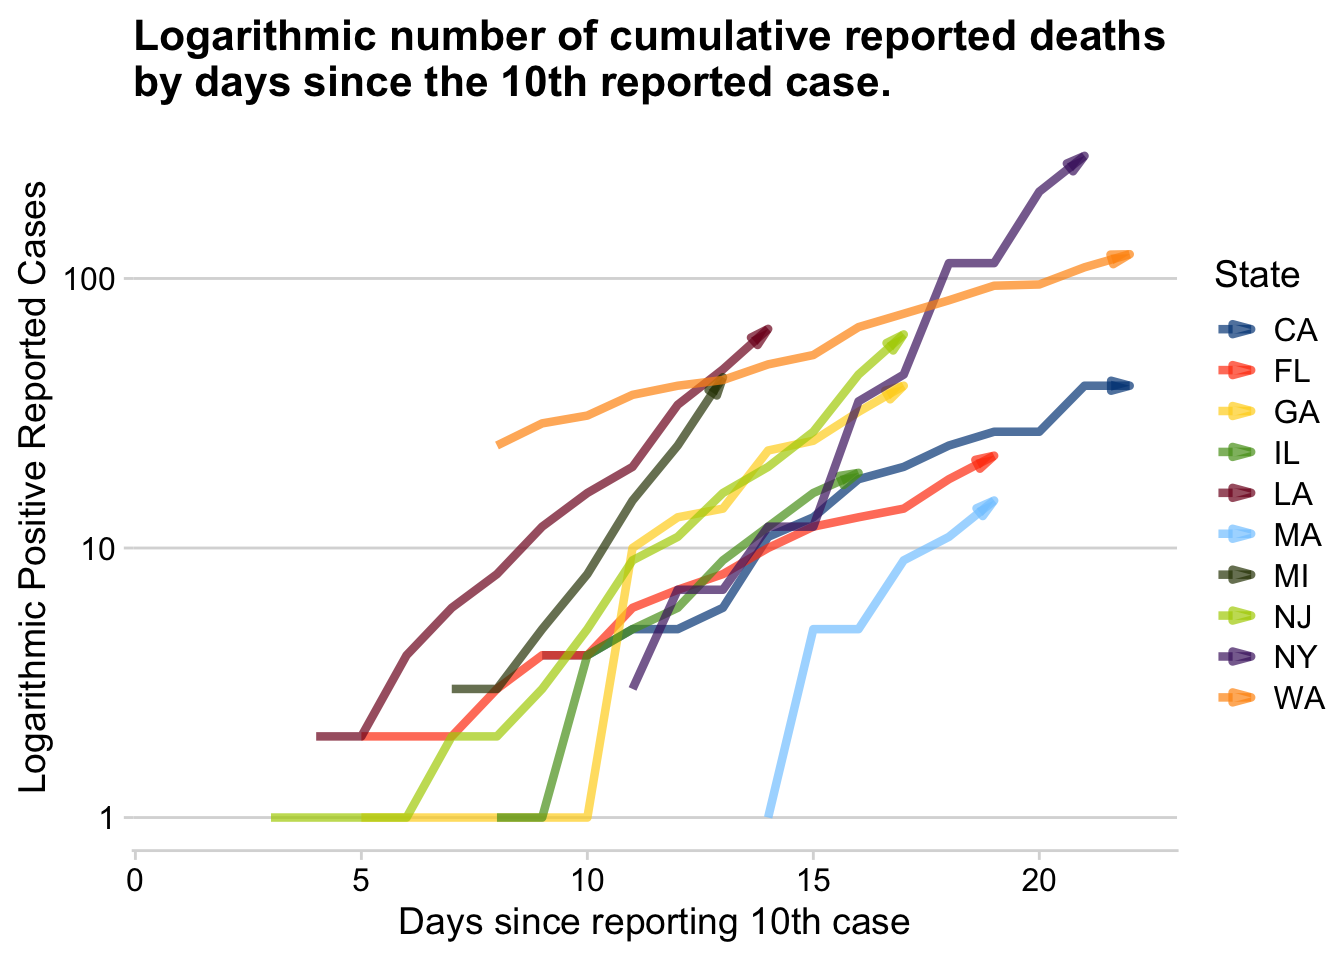 Logarithmic number of cumulative reported deaths
by days since the 10th reported case.
Logarithmic Positive Reported Cases
100
10
1
0 5 10 15 20
Days since reporting 10th case
State
CA
FL
GA
IL
LA
MA
MI
NJ
NY
WA